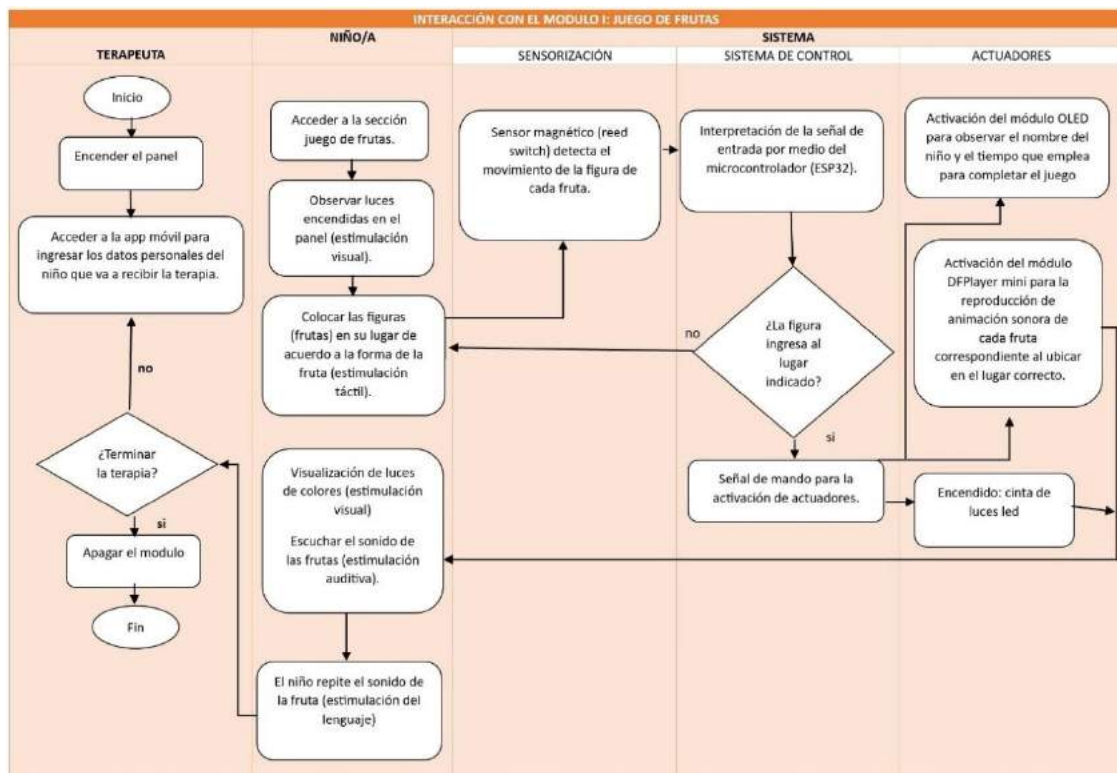 INTERACCIÓN CON EL MODULO I: JUEGO DE FRUTAS
TERAPEUTA
NIÑO/A
SISTEMA
SENSORIZACIÓN
SISTEMA DE CONTROL
ACTUADORES
Inicio
Encender el panel
Acceder a la app móvil para
ingresar los datos personales del
niño que va a recibir la terapia.
no
¿Terminar
la terapia?
si
Apagar el modulo
Fin
Acceder a la sección
juego de frutas.
Observar luces
encendidas en el
panel (estimulación
visual).
Colocar las figuras
(frutas) en su lugar de
acuerdo a la forma de la
fruta (estimulación
táctil).
Visualización de luces
de colores (estimulación
visual)
Escuchar el sonido de
las frutas (estimulación
auditiva).
El niño repite el sonido de
la fruta (estimulación del
lenguaje)
Sensor magnético (reed
switch) detecta el
movimiento de la figura de
cada fruta.
Interpretación de la señal de
entrada por medio del
microcontrolador (ESP32).
no
¿La figura
ingresa al
lugar
indicado?
si
Señal de mando para la
activación de actuadores.
Activación del módulo OLED
para observar el nombre del
niño y el tiempo que emplea
para completar el juego
Activación del módulo
DFPlayer mini para la
reproducción de
animación sonora de
cada fruta
correspondiente al ubicar
en el lugar correcto.
Encendido: cinta de
luces led